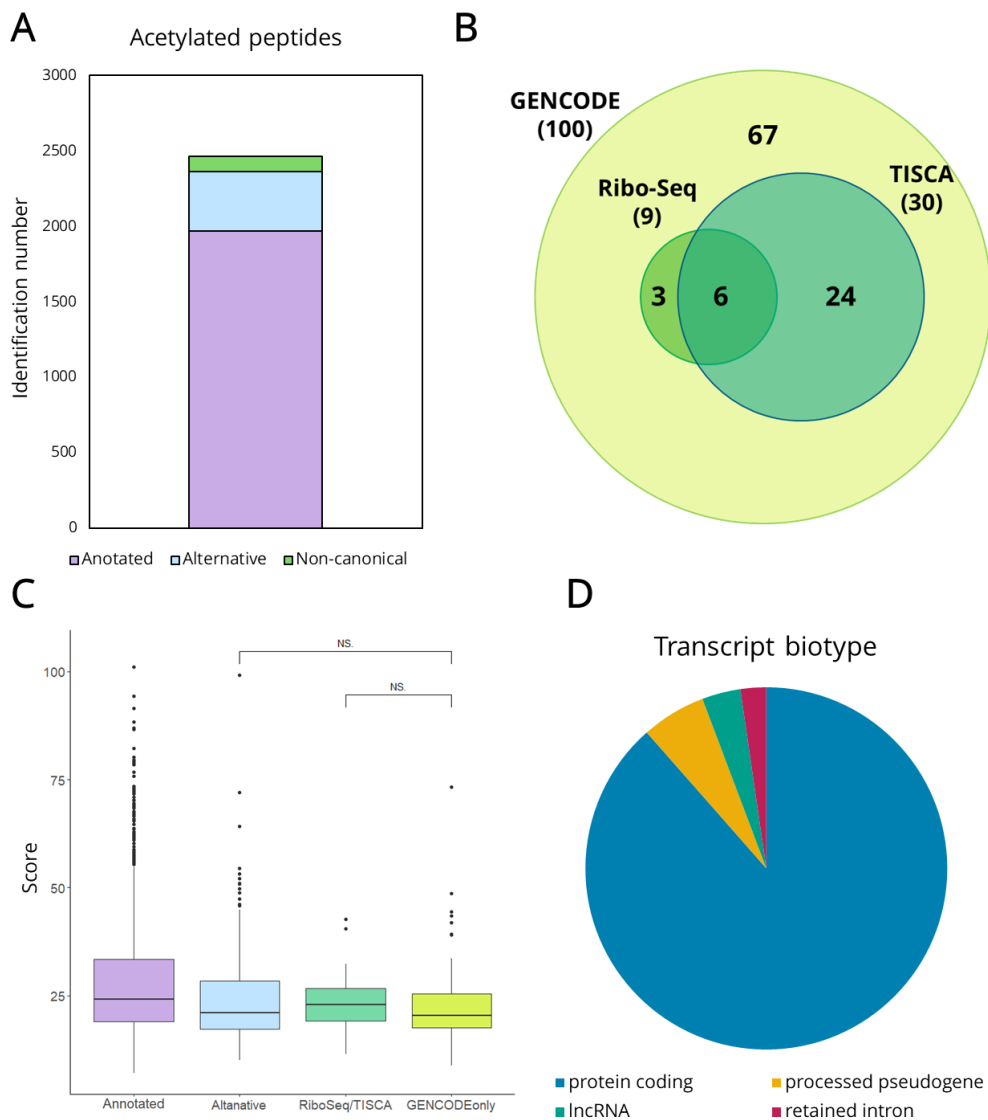 A
Acetylated peptides
3000
2500
2000
1500
1000
500
0
Identification number
Anotated Alternative Non-canonical
B
GENCODE
(100)
67
TISCA
(30)
Ribo-Seq
(9)
3 6 24
C
NS.
NS.
100
75
50
25
Score
Annotated Altanative RiboSeq/TISCA GENCODEonly
D
Transcript biotype
protein coding processed pseudogene
lncRNA retained intron